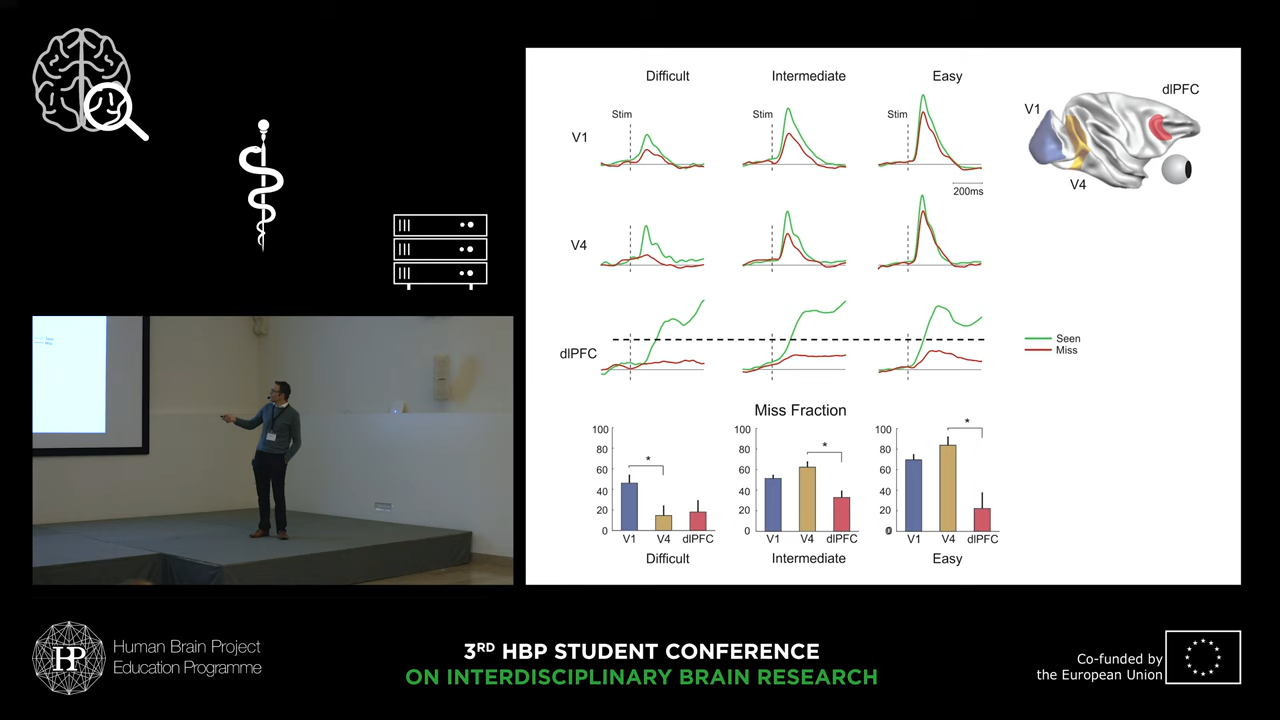 Difficult
Intermediate
Easy
Stim
Stim
Stim
V1
200ms
V4
dlPFC
V1
V4
dlPFC
Seen
Miss
Miss Fraction
100
80
60
40
20
0
*
V1 V4 dlPFC
Difficult
100
80
60
40
20
0
*
V1 V4 dlPFC
Intermediate
100
80
60
40
20
0
*
V1 V4 dlPFC
Easy
HP
Human Brain Project
Education Programme
3RD HBP STUDENT CONFERENCE
ON INTERDISCIPLINARY BRAIN RESEARCH
Co-funded by
the European Union